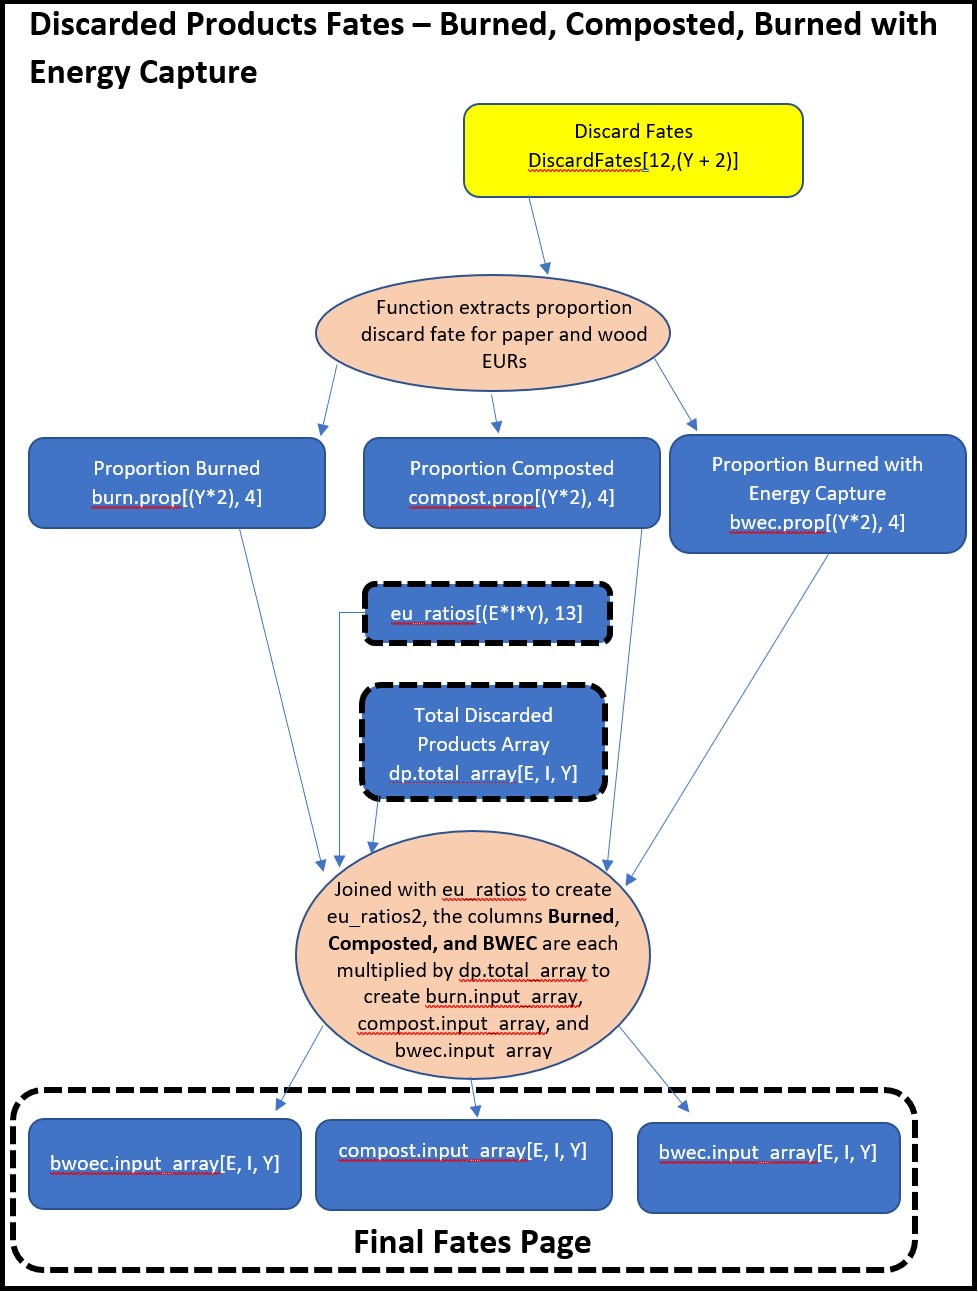 Discarded Products Fates – Burned, Composted, Burned with
Energy Capture
Discard Fates
DiscardFates[12,(Y + 2)]
Function extracts proportion
discard fate for paper and wood
EURs
Proportion Burned
burn.prop[(Y*2), 4]
Proportion Composted
compost.prop[(Y*2), 4]
Proportion Burned with
Energy Capture
bwec.prop[(Y*2), 4]
eu_ratios[(E*I*Y), 13]
Total Discarded
Products Array
dp.total_array[E, I, Y]
Joined with eu_ratios to create
eu_ratios2, the columns Burned,
Composted, and BWEC are each
multiplied by dp.total_array to
create burn.input_array,
compost.input_array, and
bwec.input_array
bwoec.input_array[E, I, Y]
compost.input_array[E, I, Y]
bwec.input_array[E, I, Y]
Final Fates Page